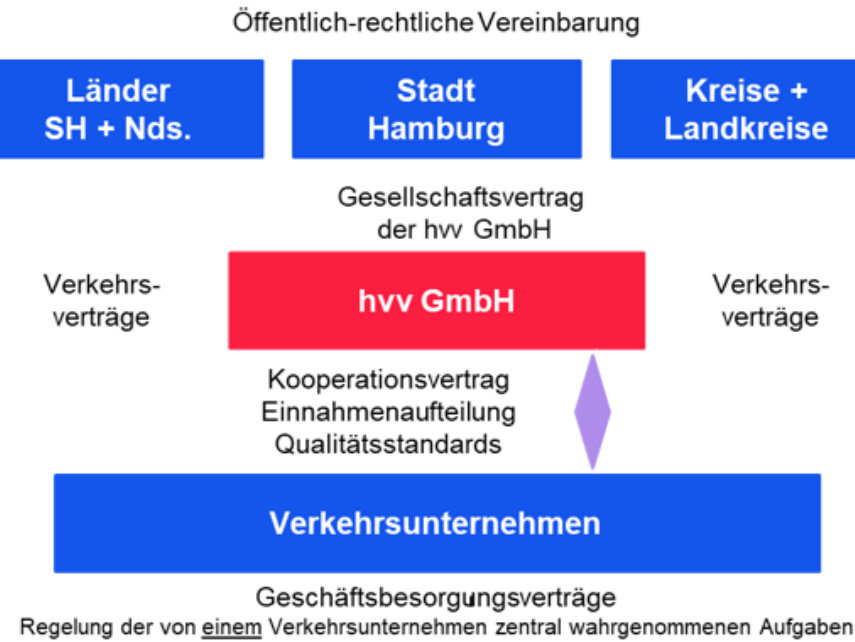 Öffentlich-rechtliche Vereinbarung
Länder
SH + Nds.
Stadt
Hamburg
Kreise +
Landkreise
Gesellschaftsvertrag
der hvv GmbH
Verkehrs-
verträge
hvv GmbH
Verkehrs-
verträge
Kooperationsvertrag
Einnahmenaufteilung
Qualitätsstandards
Verkehrsunternehmen
Geschäftsbesorgungsverträge
Regelung der von einem Verkehrsunternehmen zentral wahrgenommenen Aufgaben